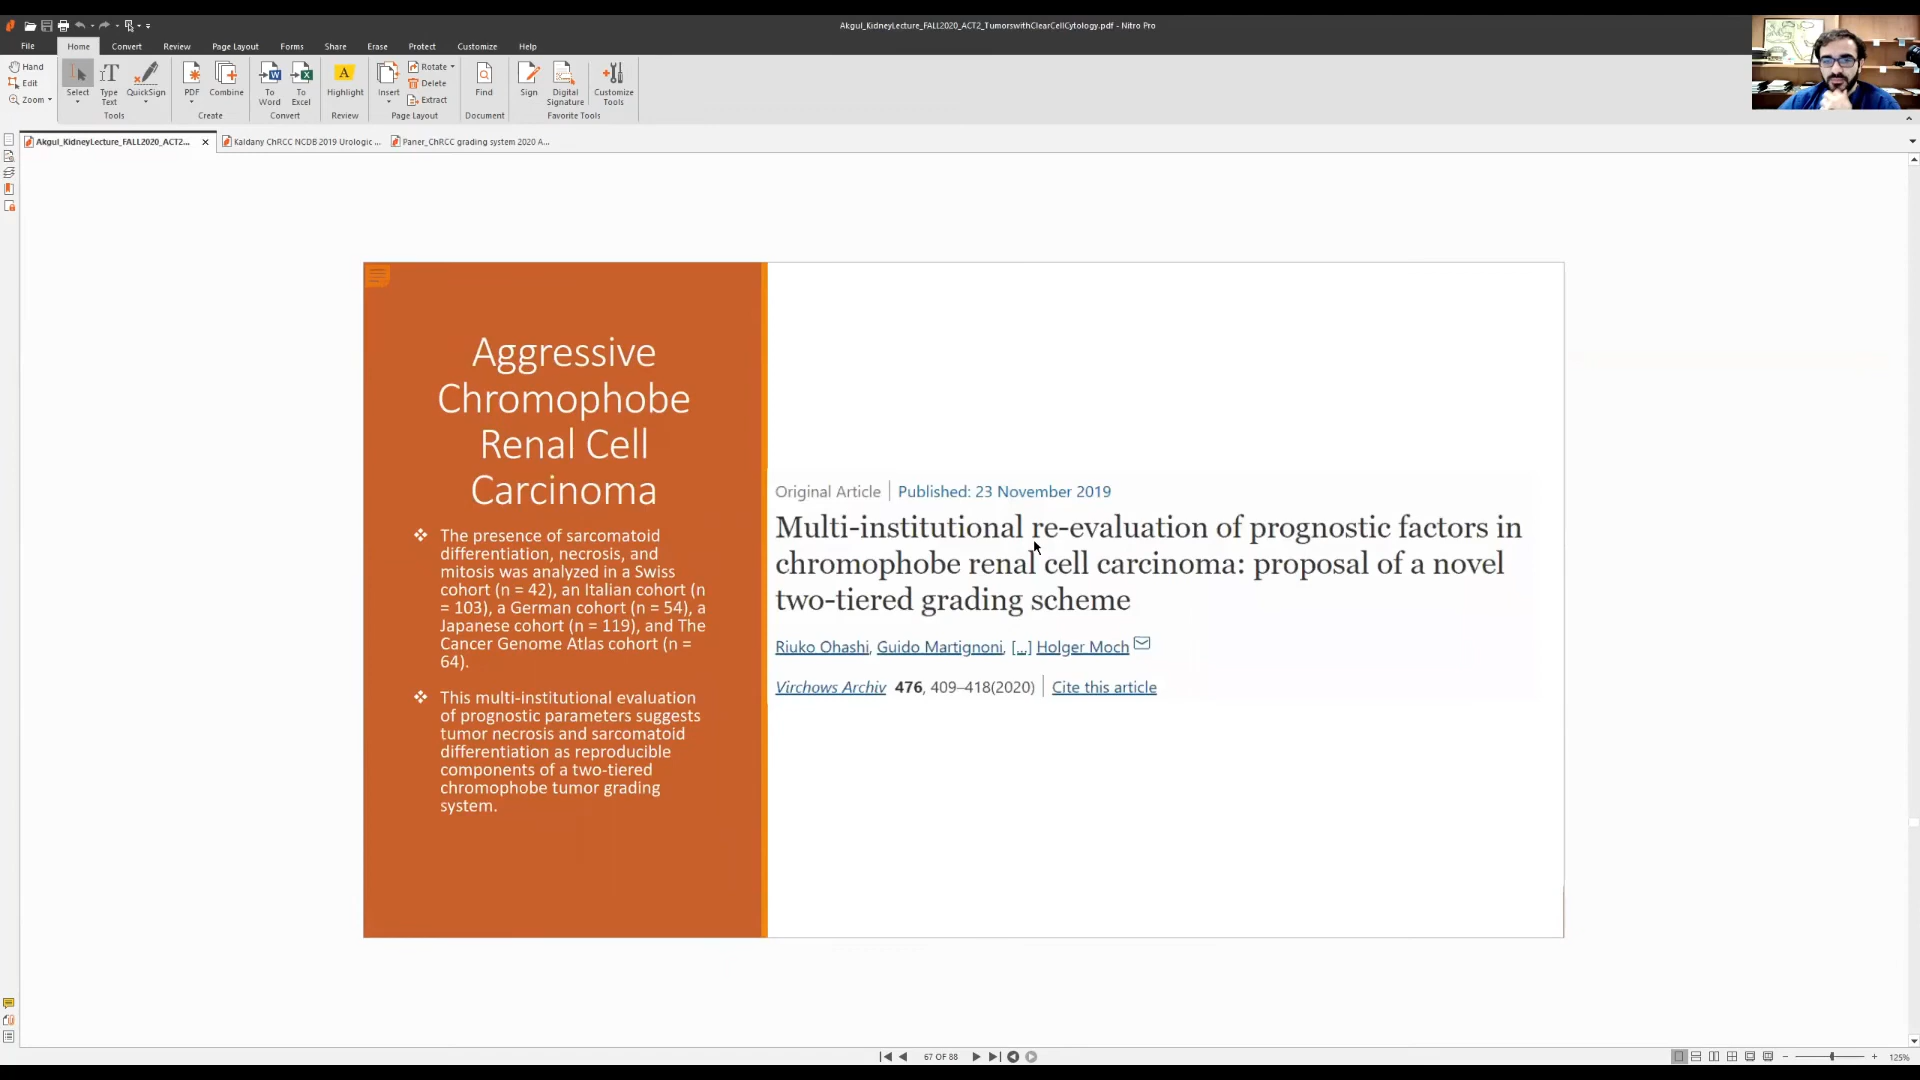 Akgul_KidneyLecture_FALL2020_ACT2_TumorswithClearCellCytology.pdf - Nitro Pro
File Home Convert Review Page Layout Forms Share Erase Protect Customize Help
Hand
Edit
Zoom
Select
Type Text
QuickSign
Tools
PDF
Combine
Create
To Word
To Excel
Convert
Highlight
Review
Insert
Rotate
Delete
Extract
Page Layout
Find
Document
Sign
Digital Signature
Customize Tools
Favorite Tools
Akgul_KidneyLecture_FALL2020_ACT2...
Kaldany ChRCC NCDB 2019 Urologic ...
Paner_ChRCC grading system 2020 A...
Aggressive
Chromophobe
Renal Cell
Carcinoma
❖ The presence of sarcomatoid
differentiation, necrosis, and
mitosis was analyzed in a Swiss
cohort (n = 42), an Italian cohort (n
= 103), a German cohort (n = 54), a
Japanese cohort (n = 119), and The
Cancer Genome Atlas cohort (n =
64).
❖ This multi-institutional evaluation
of prognostic parameters suggests
tumor necrosis and sarcomatoid
differentiation as reproducible
components of a two-tiered
chromophobe tumor grading
system.
Original Article | Published: 23 November 2019
Multi-institutional re-evaluation of prognostic factors in
chromophobe renal cell carcinoma: proposal of a novel
two-tiered grading scheme
Riuko Ohashi, Guido Martignoni, [...] Holger Moch
Virchows Archiv 476, 409–418(2020) | Cite this article
67 OF 88
125%